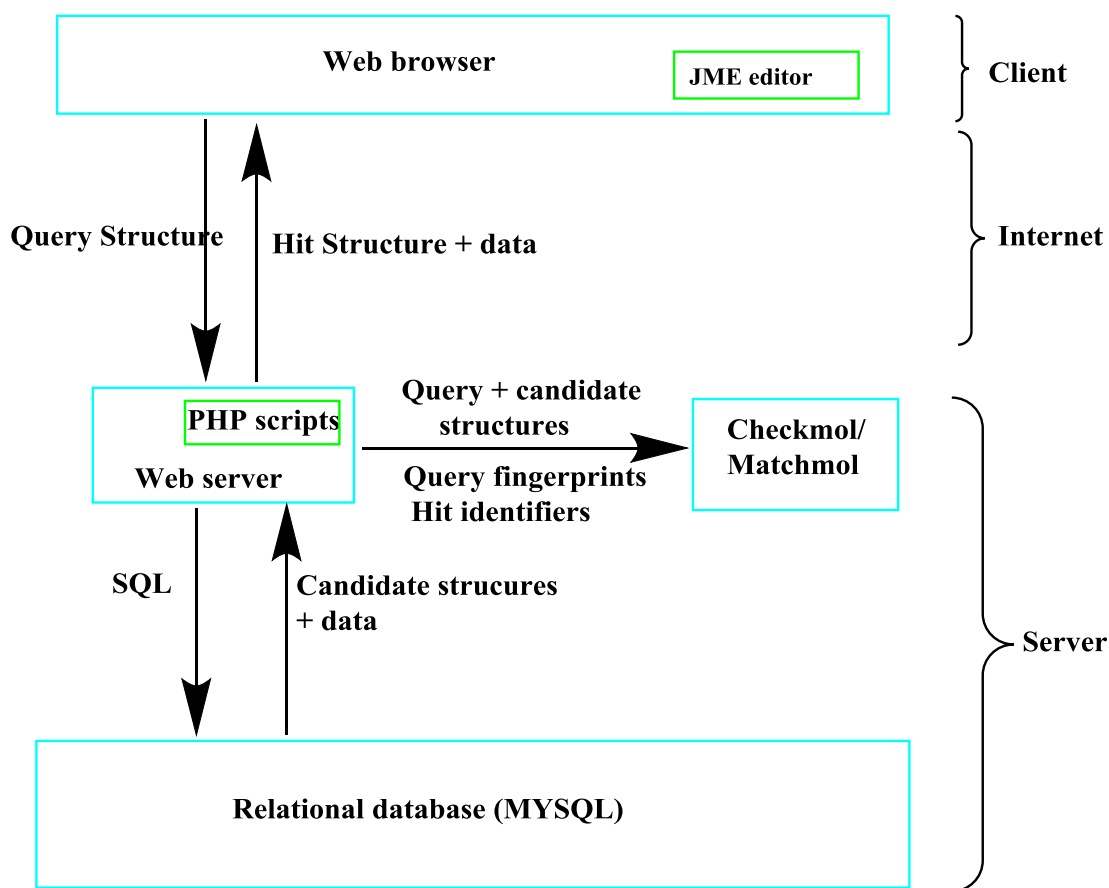 Web browser
JME editor
Client
Query Structure
Hit Structure + data
Internet
PHP scripts
Web server
Query + candidate
structures
Query fingerprints
Hit identifiers
Checkmol/
Matchmol
SQL
Candidate strucures
+ data
Server
Relational database (MYSQL)